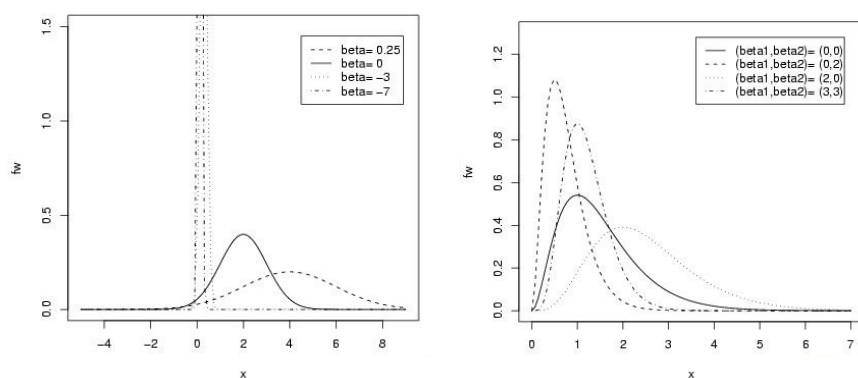 fw
1.5
1.0
0.5
0.0
beta= 0.25
beta= 0
beta= −3
beta= −7
−4 −2 0 2 4 6 8
x
fw
1.2
1.0
0.8
0.6
0.4
0.2
0.0
(beta1,beta2)= (0,0)
(beta1,beta2)= (0,2)
(beta1,beta2)= (2,0)
(beta1,beta2)= (3,3)
0 1 2 3 4 5 6 7
x